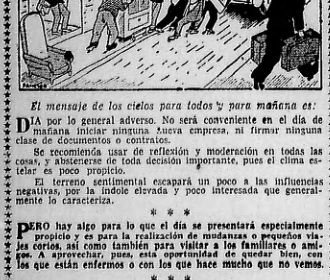 El mensaje de los cielos para todos y para mañana es:
DIA por lo general adverso. No será conveniente en el día de
mañana iniciar ninguna nueva empresa, ni firmar ninguna
clase de documentos o contratos.
Se recomienda usar de reflexión y moderación en todas las
cosas, y abstenerse de toda decisión importante, pues el clima es-
telar es poco propicio.
El terreno sentimental escapará un poco a las influencias
negativas, por la índole elevada y poco interesada que general-
mente lo caracteriza.
* * *
PERO hay algo para lo que el día se presentará especialmente
propicio y es para la realización de mudanzas o pequeños via-
jes corios, así como también para visitar a los familiares o ami-
gos. A aprovechar, pues, esta oportunidad de quedar bien, con
los que están enfermos o con los que hace mucho que no vemos.